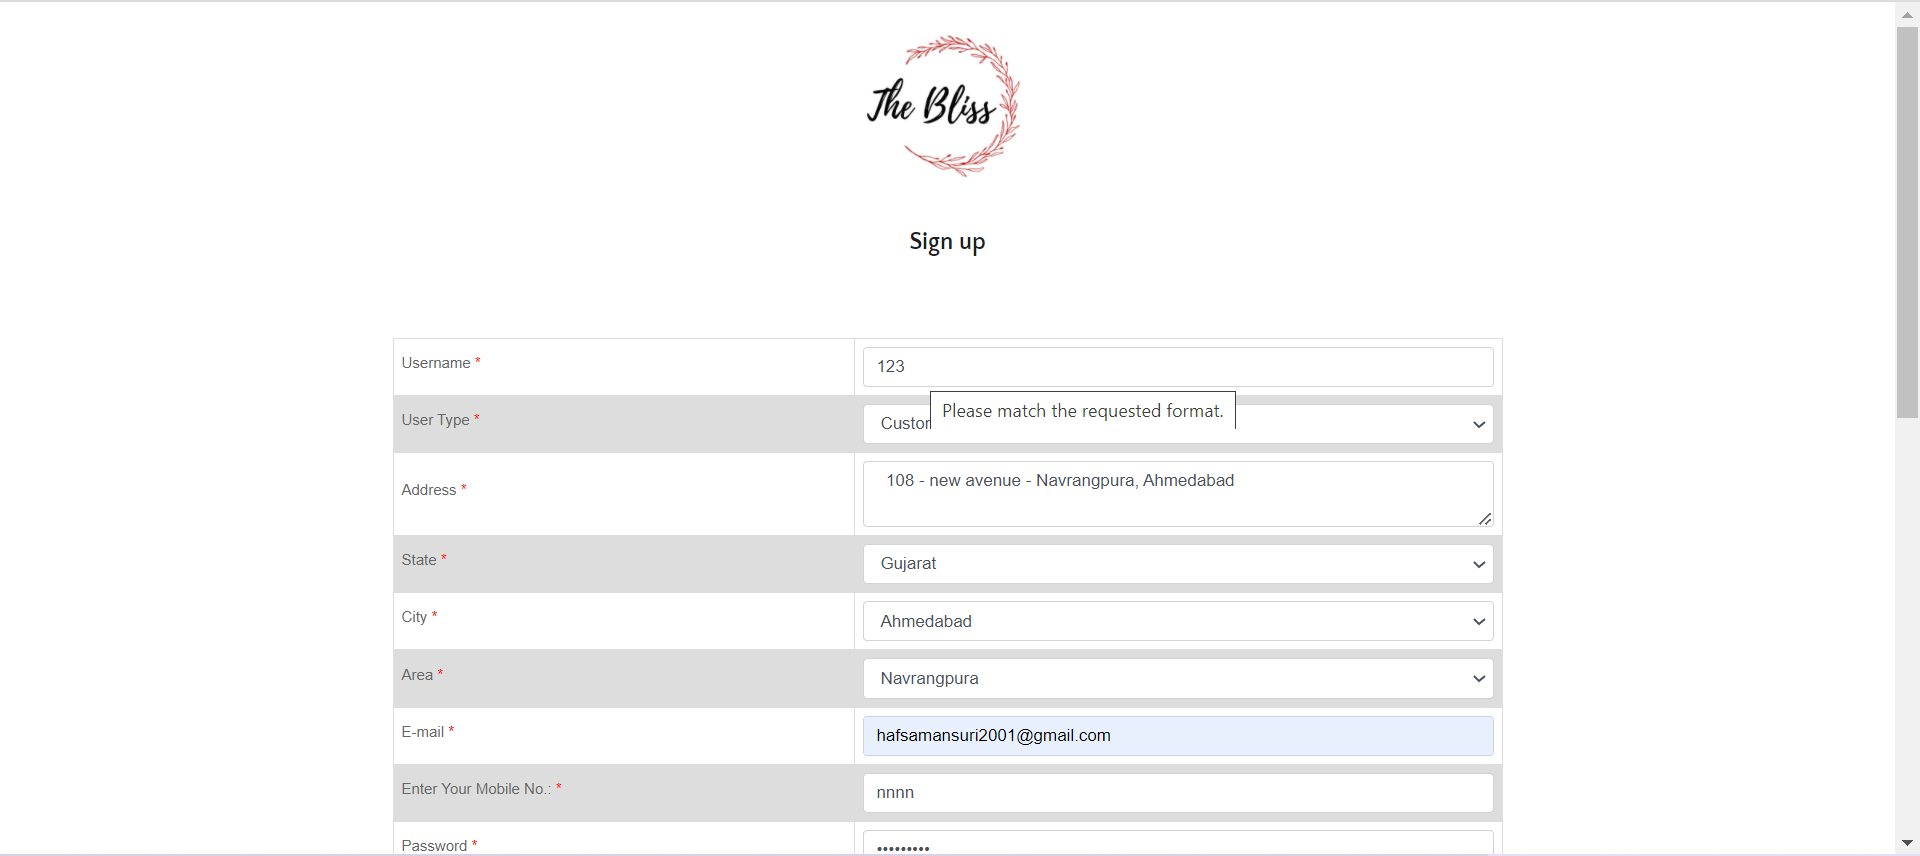 The Bliss
Sign up
Username * 123
Please match the requested format.
User Type * Custor
Address * 108 - new avenue - Navrangpura, Ahmedabad
State * Gujarat
City * Ahmedabad
Area * Navrangpura
E-mail * hafsamansuri2001@gmail.com
Enter Your Mobile No.: * nnnn
Password * •••••••••